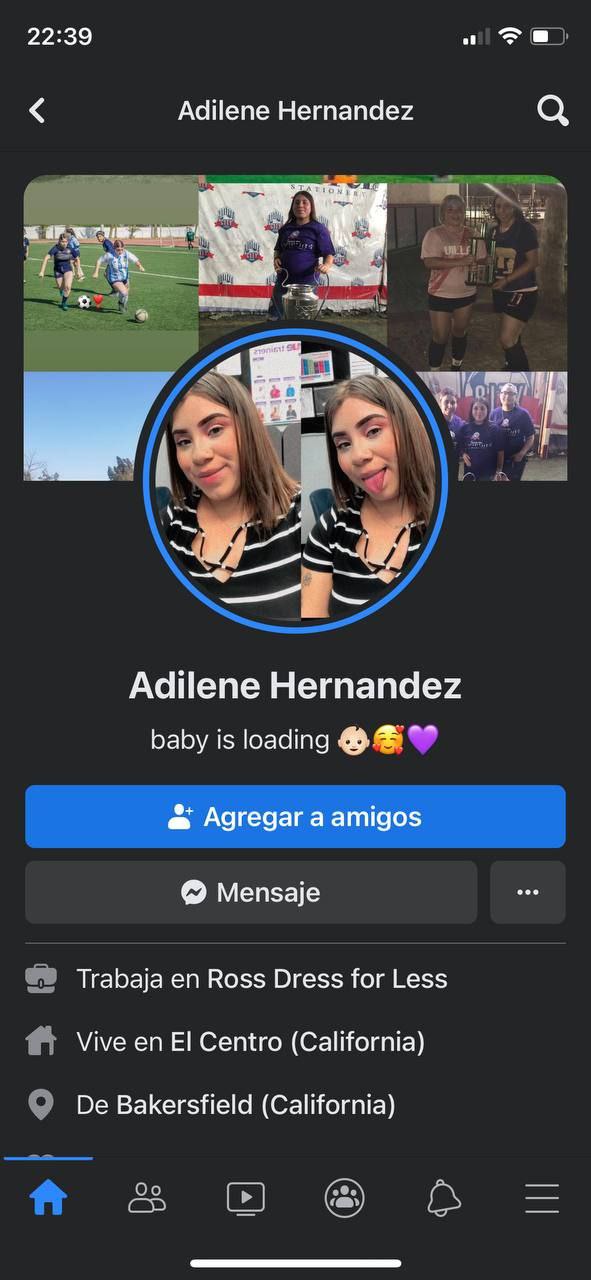 22:39
Adilene Hernandez
STATIONERY
Adilene Hernandez
baby is loading 👶🏻🥰💜
Agregar a amigos
Mensaje
Trabaja en Ross Dress for Less
Vive en El Centro (California)
De Bakersfield (California)